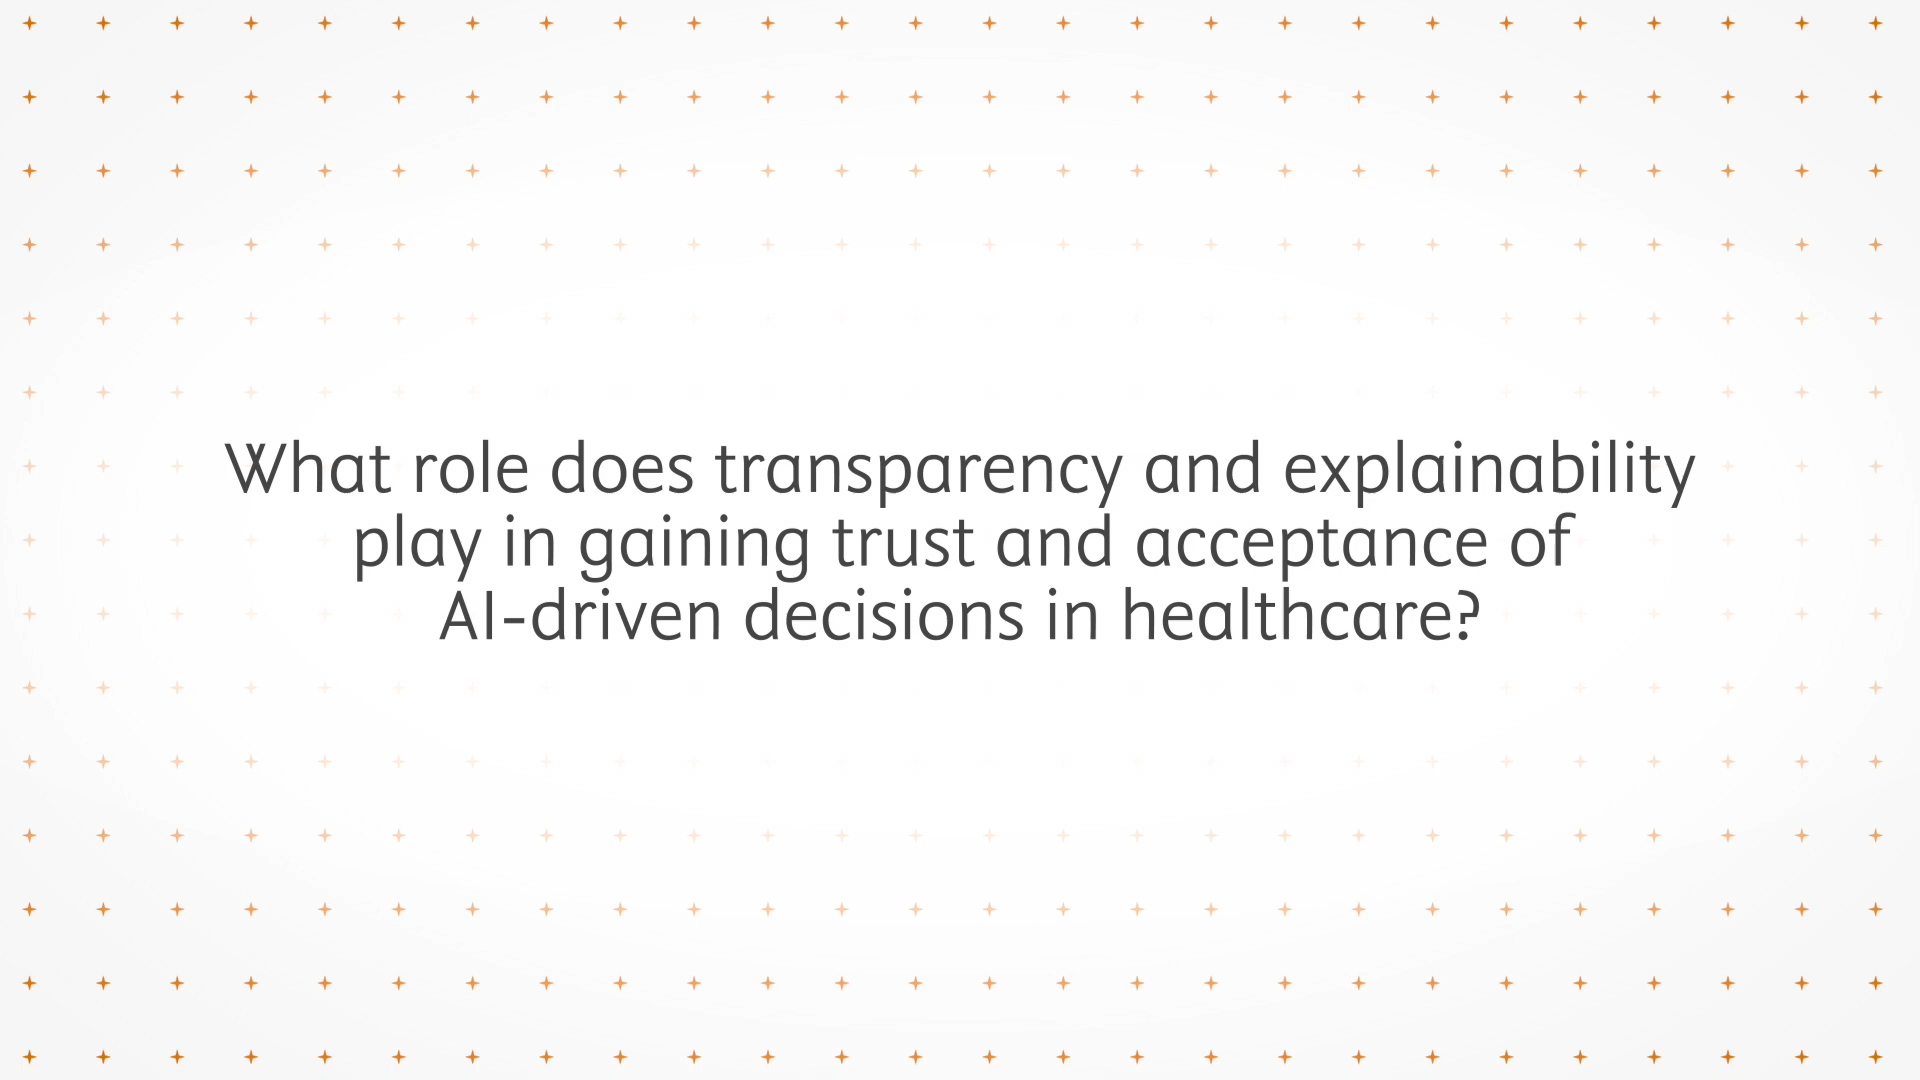 What role does transparency and explainability
play in gaining trust and acceptance of
AI-driven decisions in healthcare?